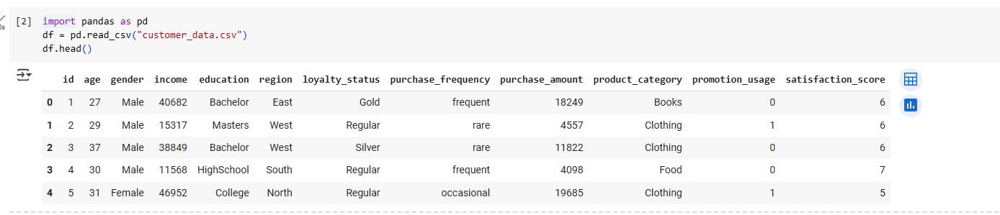 [2] import pandas as pd
df = pd.read_csv("customer_data.csv")
df.head()
id age gender income education region loyalty_status purchase_frequency purchase_amount product_category promotion_usage satisfaction_score
0 1 27 Male 40682 Bachelor East Gold frequent 18249 Books 0 6
1 2 29 Male 15317 Masters West Regular rare 4557 Clothing 1 6
2 3 37 Male 38849 Bachelor West Silver rare 11822 Clothing 0 6
3 4 30 Male 11568 HighSchool South Regular frequent 4098 Food 0 7
4 5 31 Female 46952 College North Regular occasional 19685 Clothing 1 5